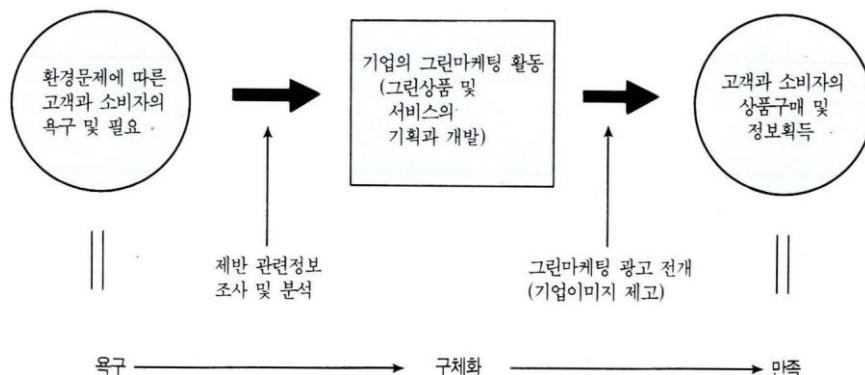 환경문제에 따른
고객과 소비자의
욕구 및 필요
기업의 그린마케팅 활동
(그린상품 및
서비스의
기획과 개발)
고객과 소비자의
상품구매 및
정보획득
제반 관련정보
조사 및 분석
그린마케팅 광고 전개
(기업이미지 제고)
욕구
구체화
만족